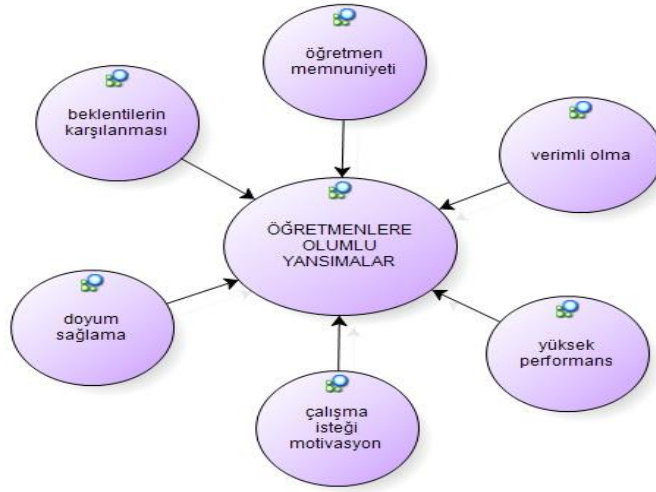 öğretmen
memnuniyeti
beklentilerin
karşılanması
verimli olma
ÖĞRETMENLERE
OLUMLU
YANSIMALAR
doyum
sağlama
yüksek
performans
çalışma
isteği
motivasyon